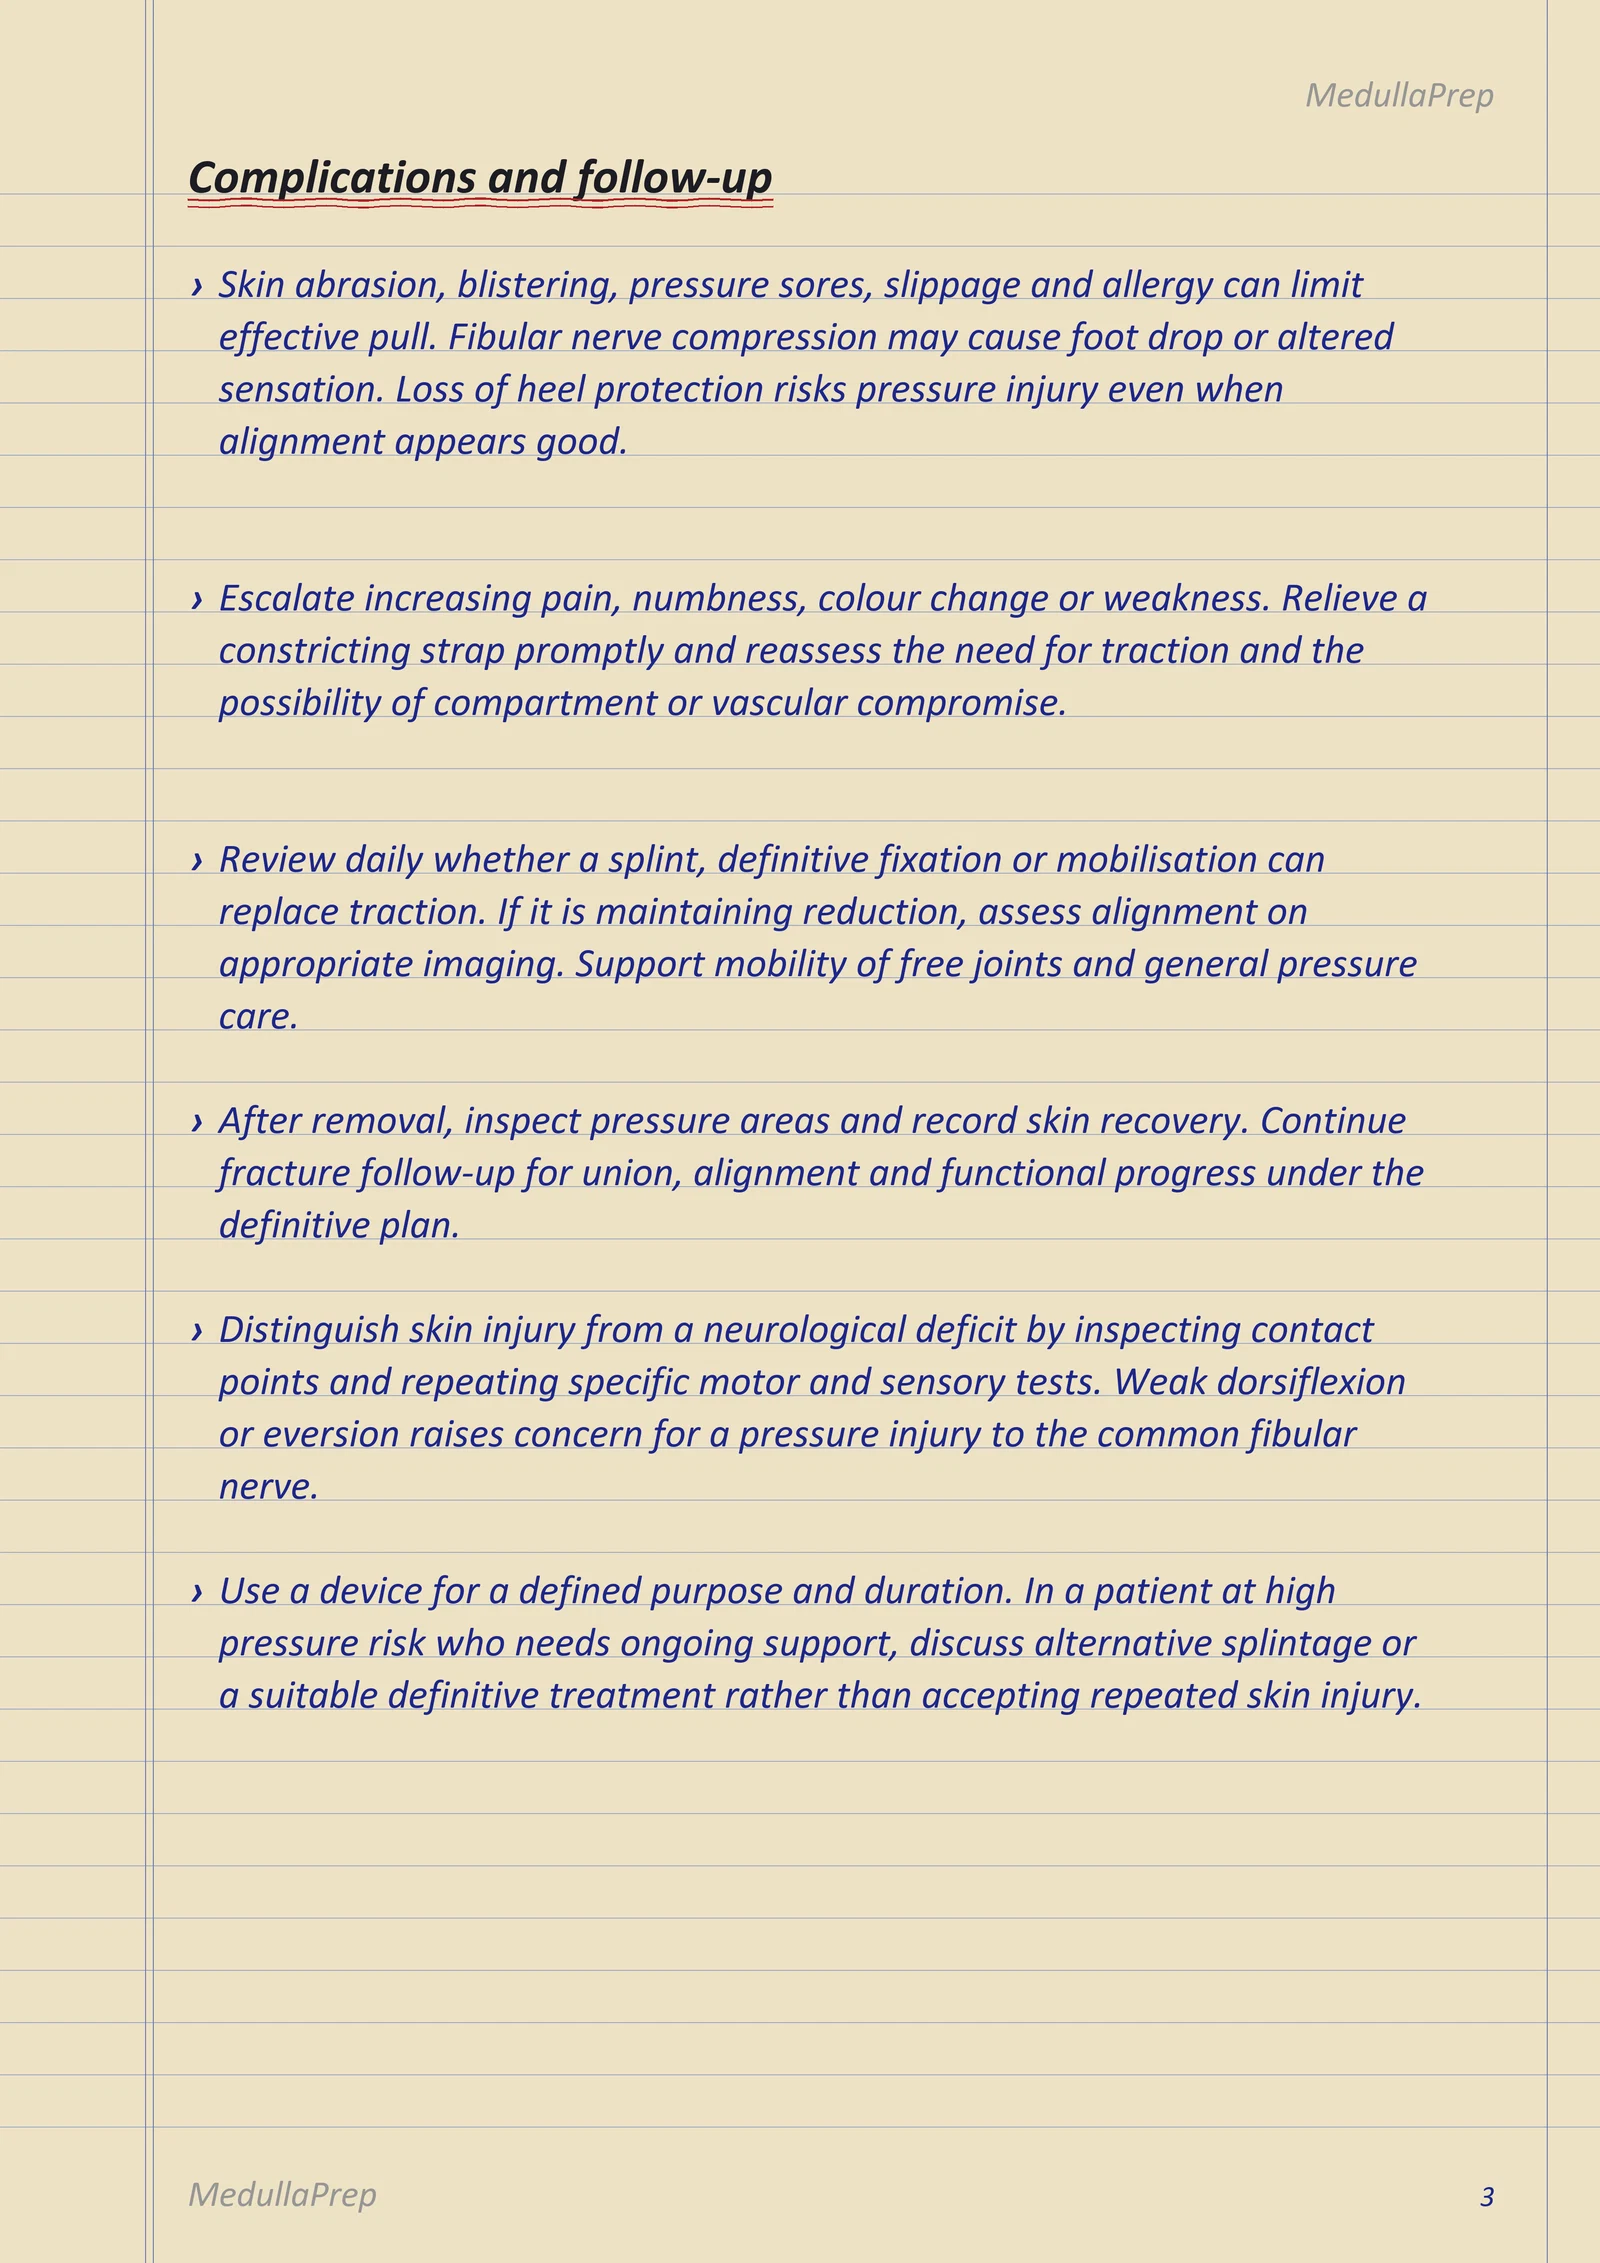 MedullaPrep
Complications and follow-up
› Skin abrasion, blistering, pressure sores, slippage and allergy can limit
effective pull. Fibular nerve compression may cause foot drop or altered
sensation. Loss of heel protection risks pressure injury even when
alignment appears good.
› Escalate increasing pain, numbness, colour change or weakness. Relieve a
constricting strap promptly and reassess the need for traction and the
possibility of compartment or vascular compromise.
› Review daily whether a splint, definitive fixation or mobilisation can
replace traction. If it is maintaining reduction, assess alignment on
appropriate imaging. Support mobility of free joints and general pressure
care.
› After removal, inspect pressure areas and record skin recovery. Continue
fracture follow-up for union, alignment and functional progress under the
definitive plan.
› Distinguish skin injury from a neurological deficit by inspecting contact
points and repeating specific motor and sensory tests. Weak dorsiflexion
or eversion raises concern for a pressure injury to the common fibular
nerve.
› Use a device for a defined purpose and duration. In a patient at high
pressure risk who needs ongoing support, discuss alternative splintage or
a suitable definitive treatment rather than accepting repeated skin injury.
MedullaPrep
3